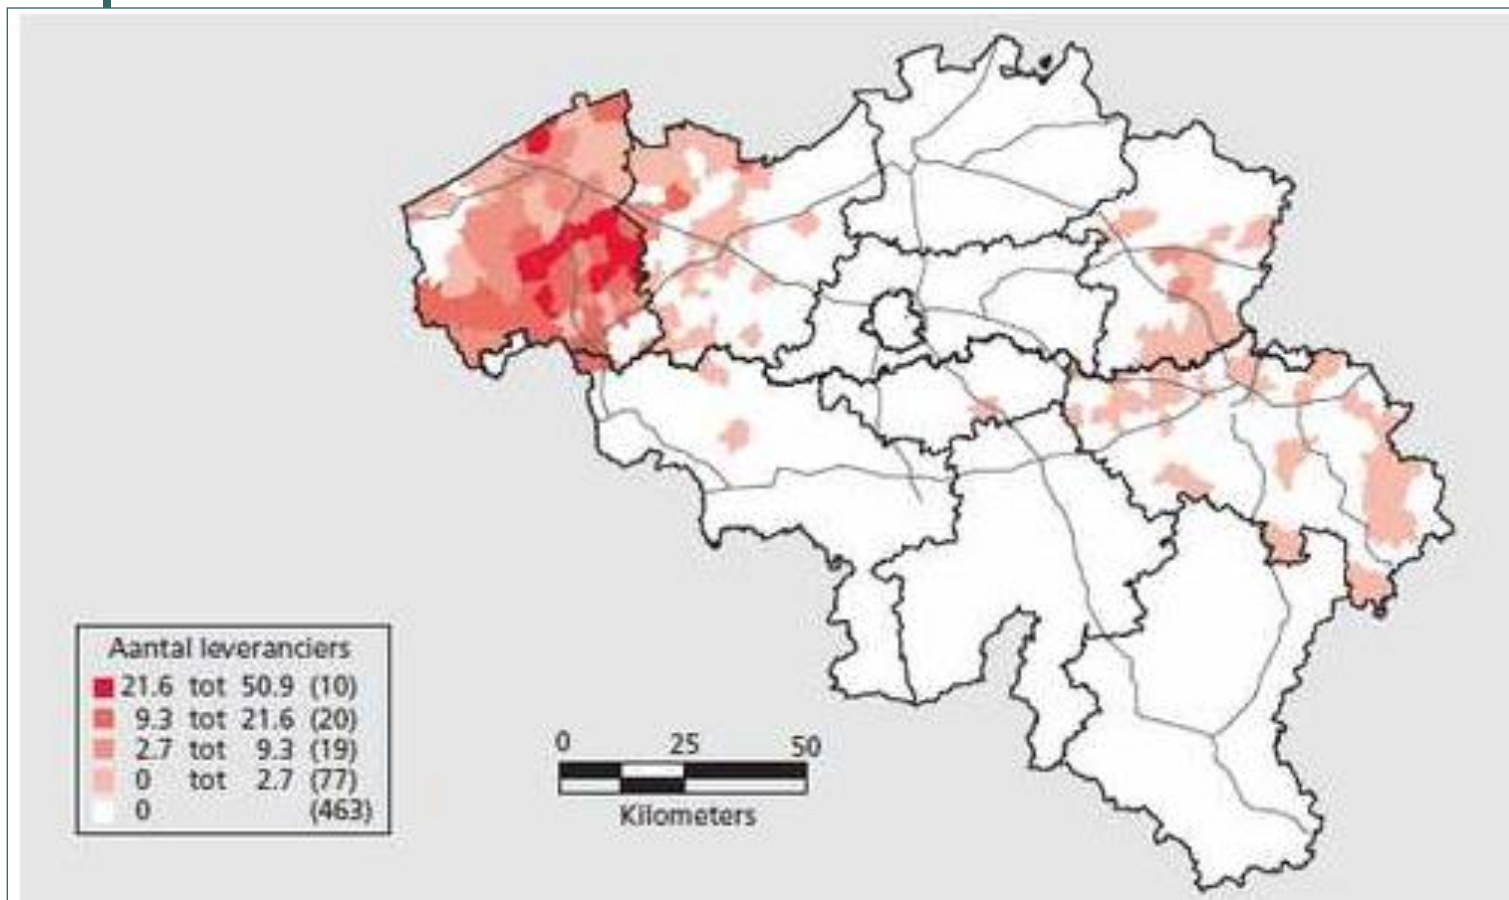 Aantal leveranciers
21.6 tot 50.9 (10)
9.3 tot 21.6 (20)
2.7 tot 9.3 (19)
0 tot 2.7 (77)
0 (463)
0 25 50
Kilometers